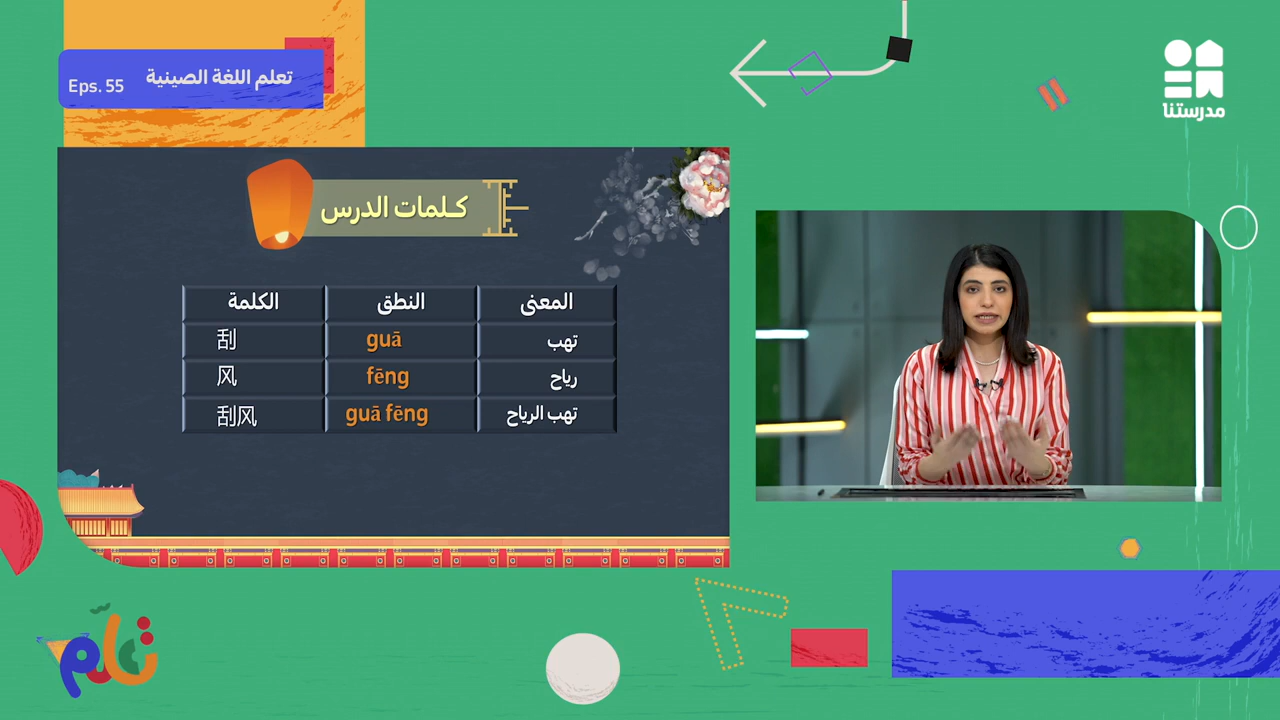 تعلم اللغة الصينية
Eps. 55
مدرستنا
كلمات الدرس
المعنى النطق الكلمة
تهب guā 刮
رياح fēng 风
تهب الرياح guā fēng 刮风